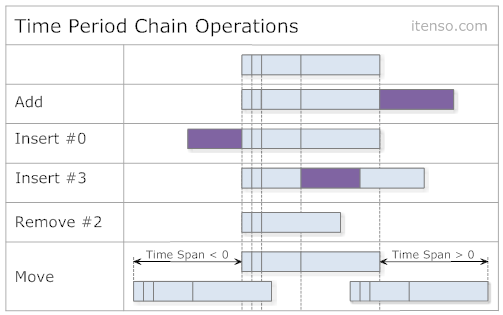 Time Period Chain Operations
itenso.com
Add
Insert #0
Insert #3
Remove #2
Move
Time Span < 0
Time Span > 0